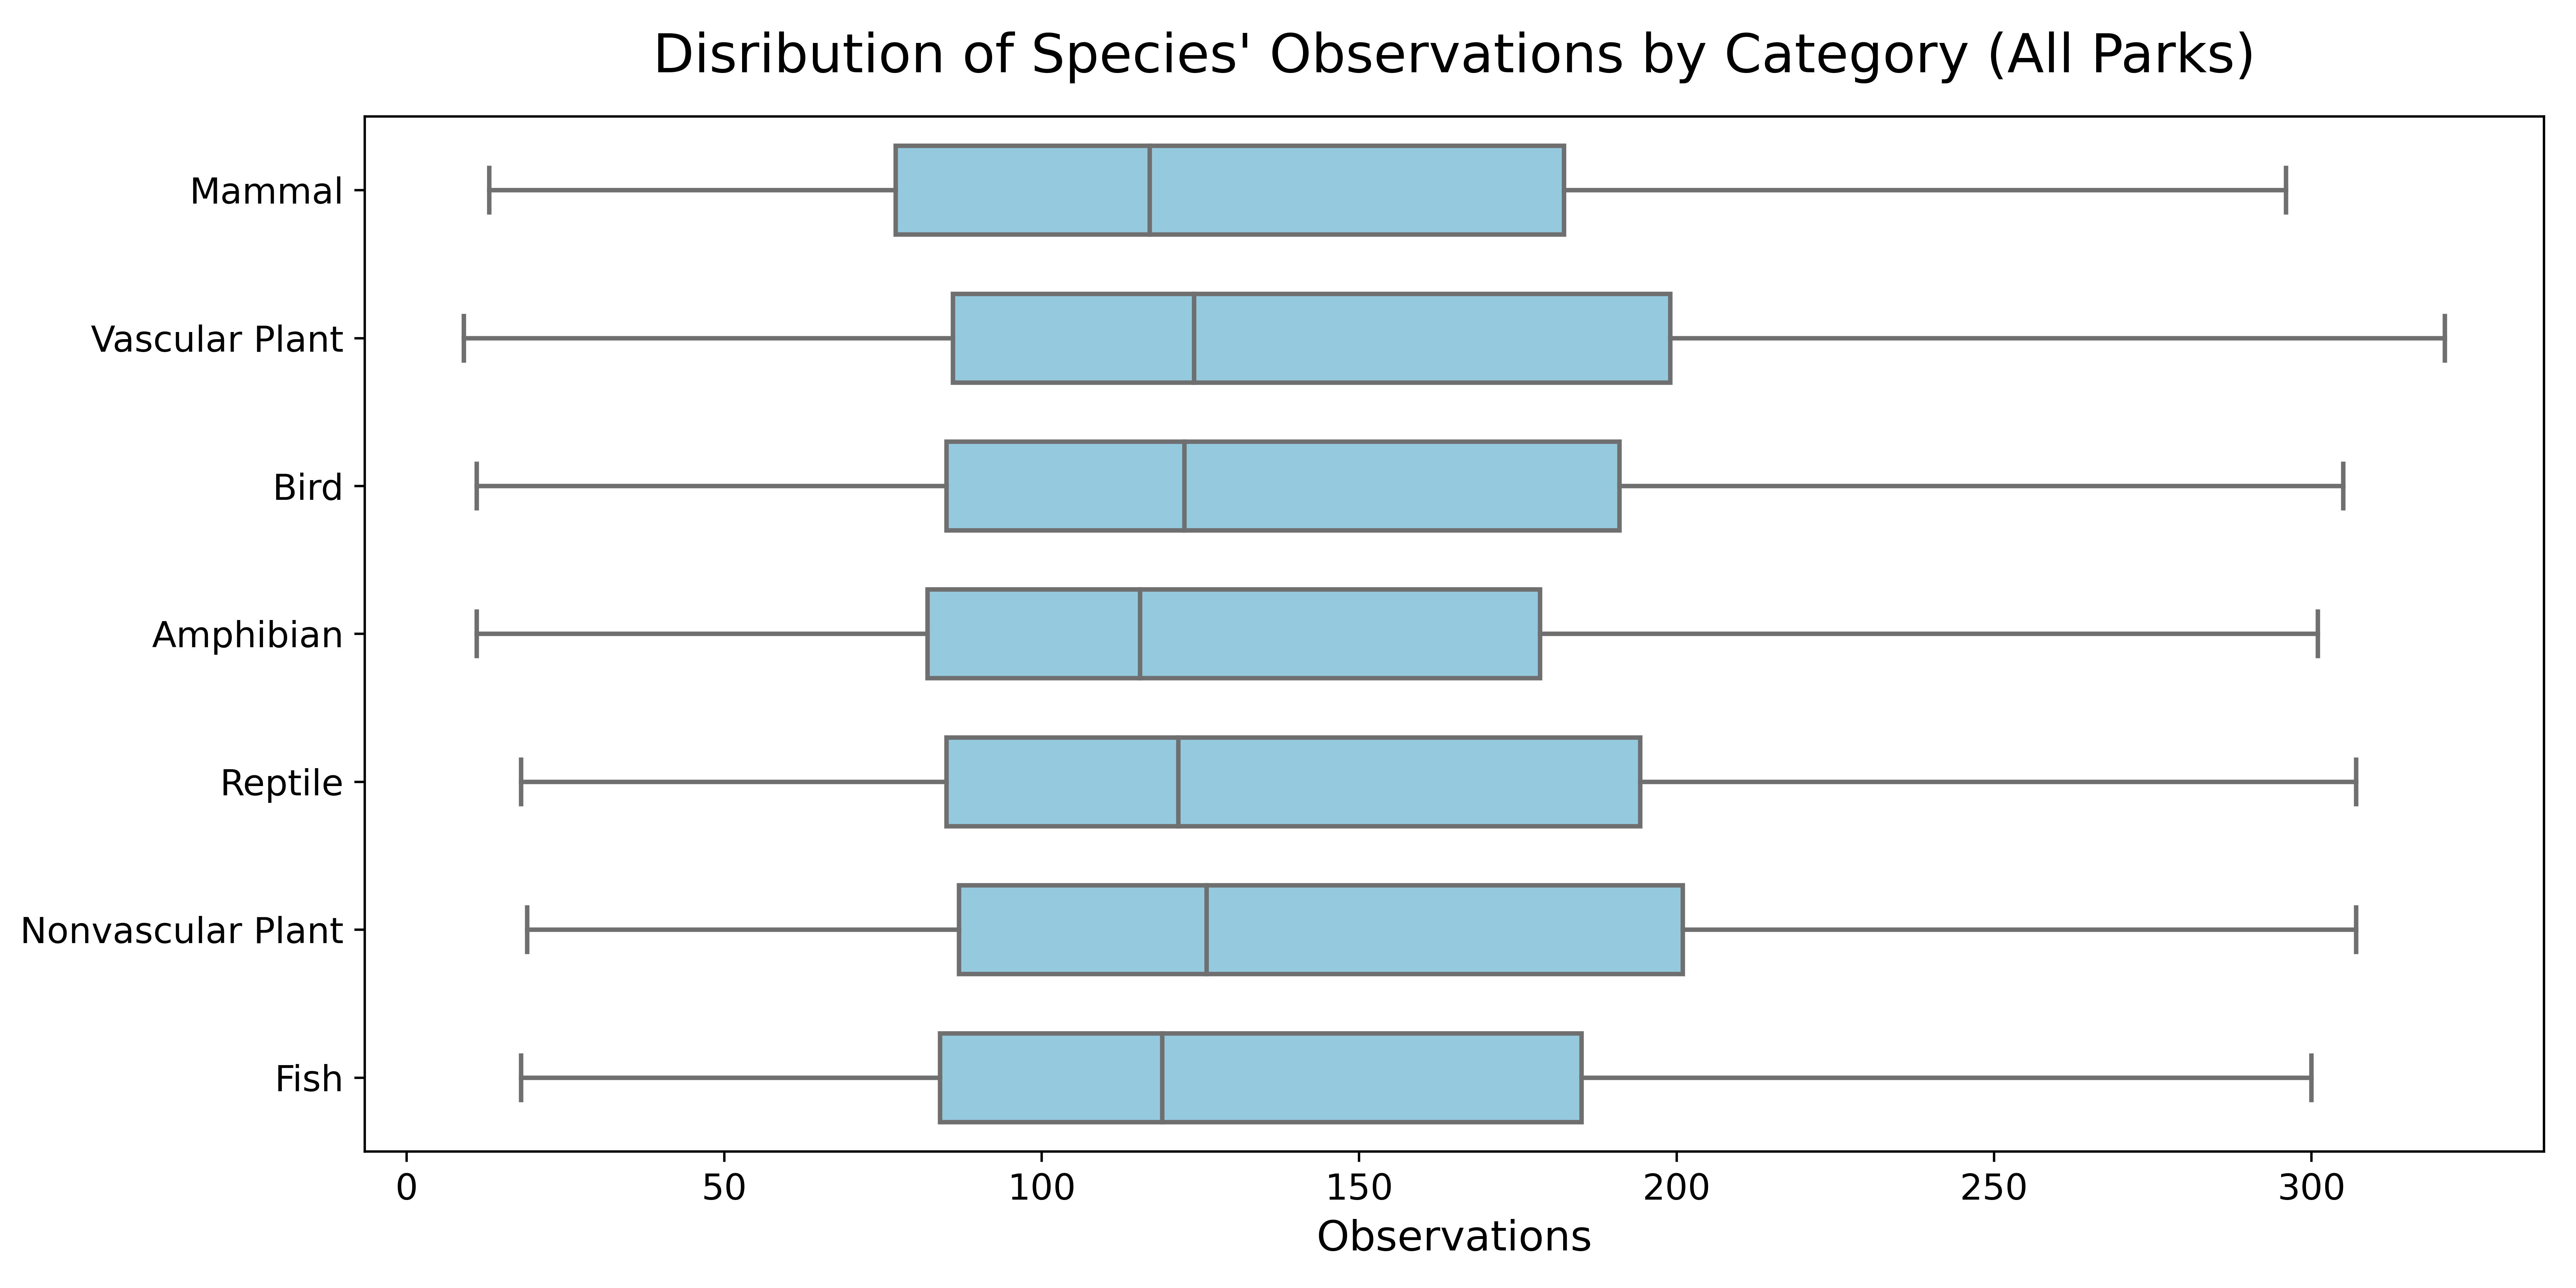 Disribution of Species' Observations by Category (All Parks)
Mammal
Vascular Plant
Bird
Amphibian
Reptile
Nonvascular Plant
Fish
0 50 100 150 200 250 300
Observations